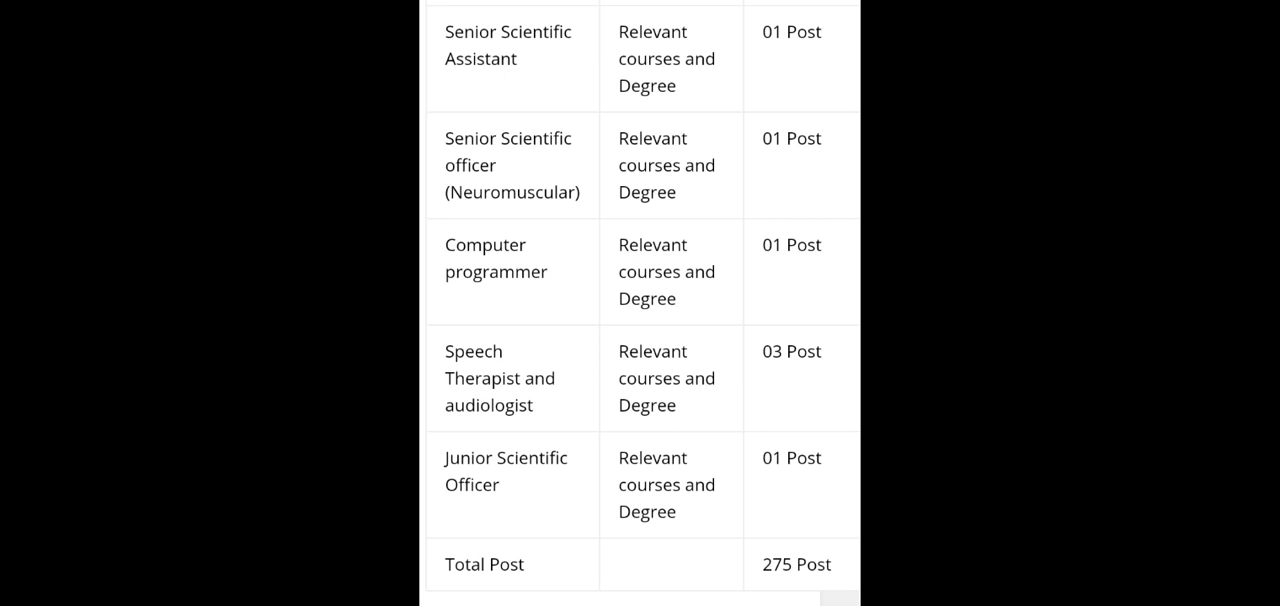 Senior Scientific
Assistant
Relevant
courses and
Degree
01 Post
Senior Scientific
officer
(Neuromuscular)
Relevant
courses and
Degree
01 Post
Computer
programmer
Relevant
courses and
Degree
01 Post
Speech
Therapist and
audiologist
Relevant
courses and
Degree
03 Post
Junior Scientific
Officer
Relevant
courses and
Degree
01 Post
Total Post
275 Post